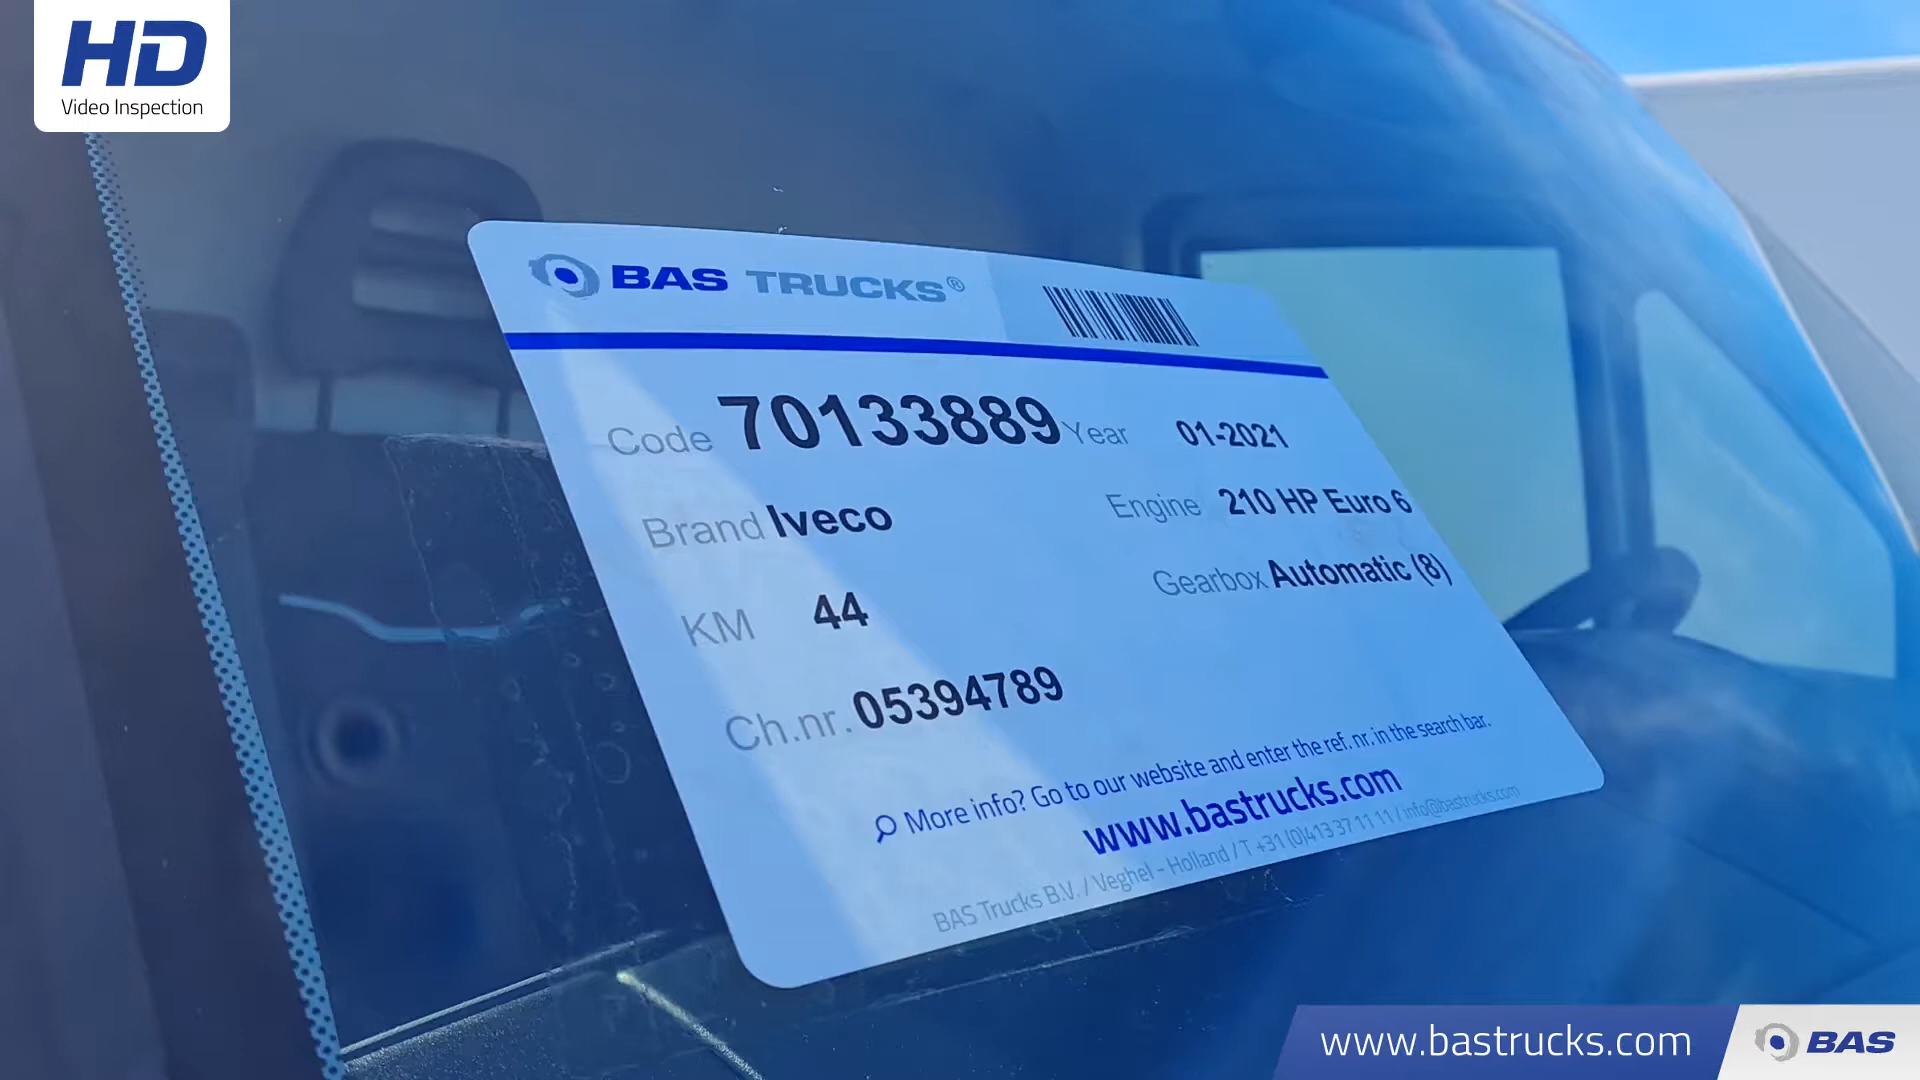 HD
Video Inspection
BAS TRUCKS®
Code 70133889 Year 01-2021
Brand Iveco Engine 210 HP Euro 6
KM 44 Gearbox Automatic (8)
Ch.nr. 05394789
More info? Go to our website and enter the ref. nr. in the search bar.
www.bastrucks.com
BAS Trucks B.V. / Veghel - Holland / T +31 (0)413 37 11 11 / info@bastrucks.com
www.bastrucks.com BAS